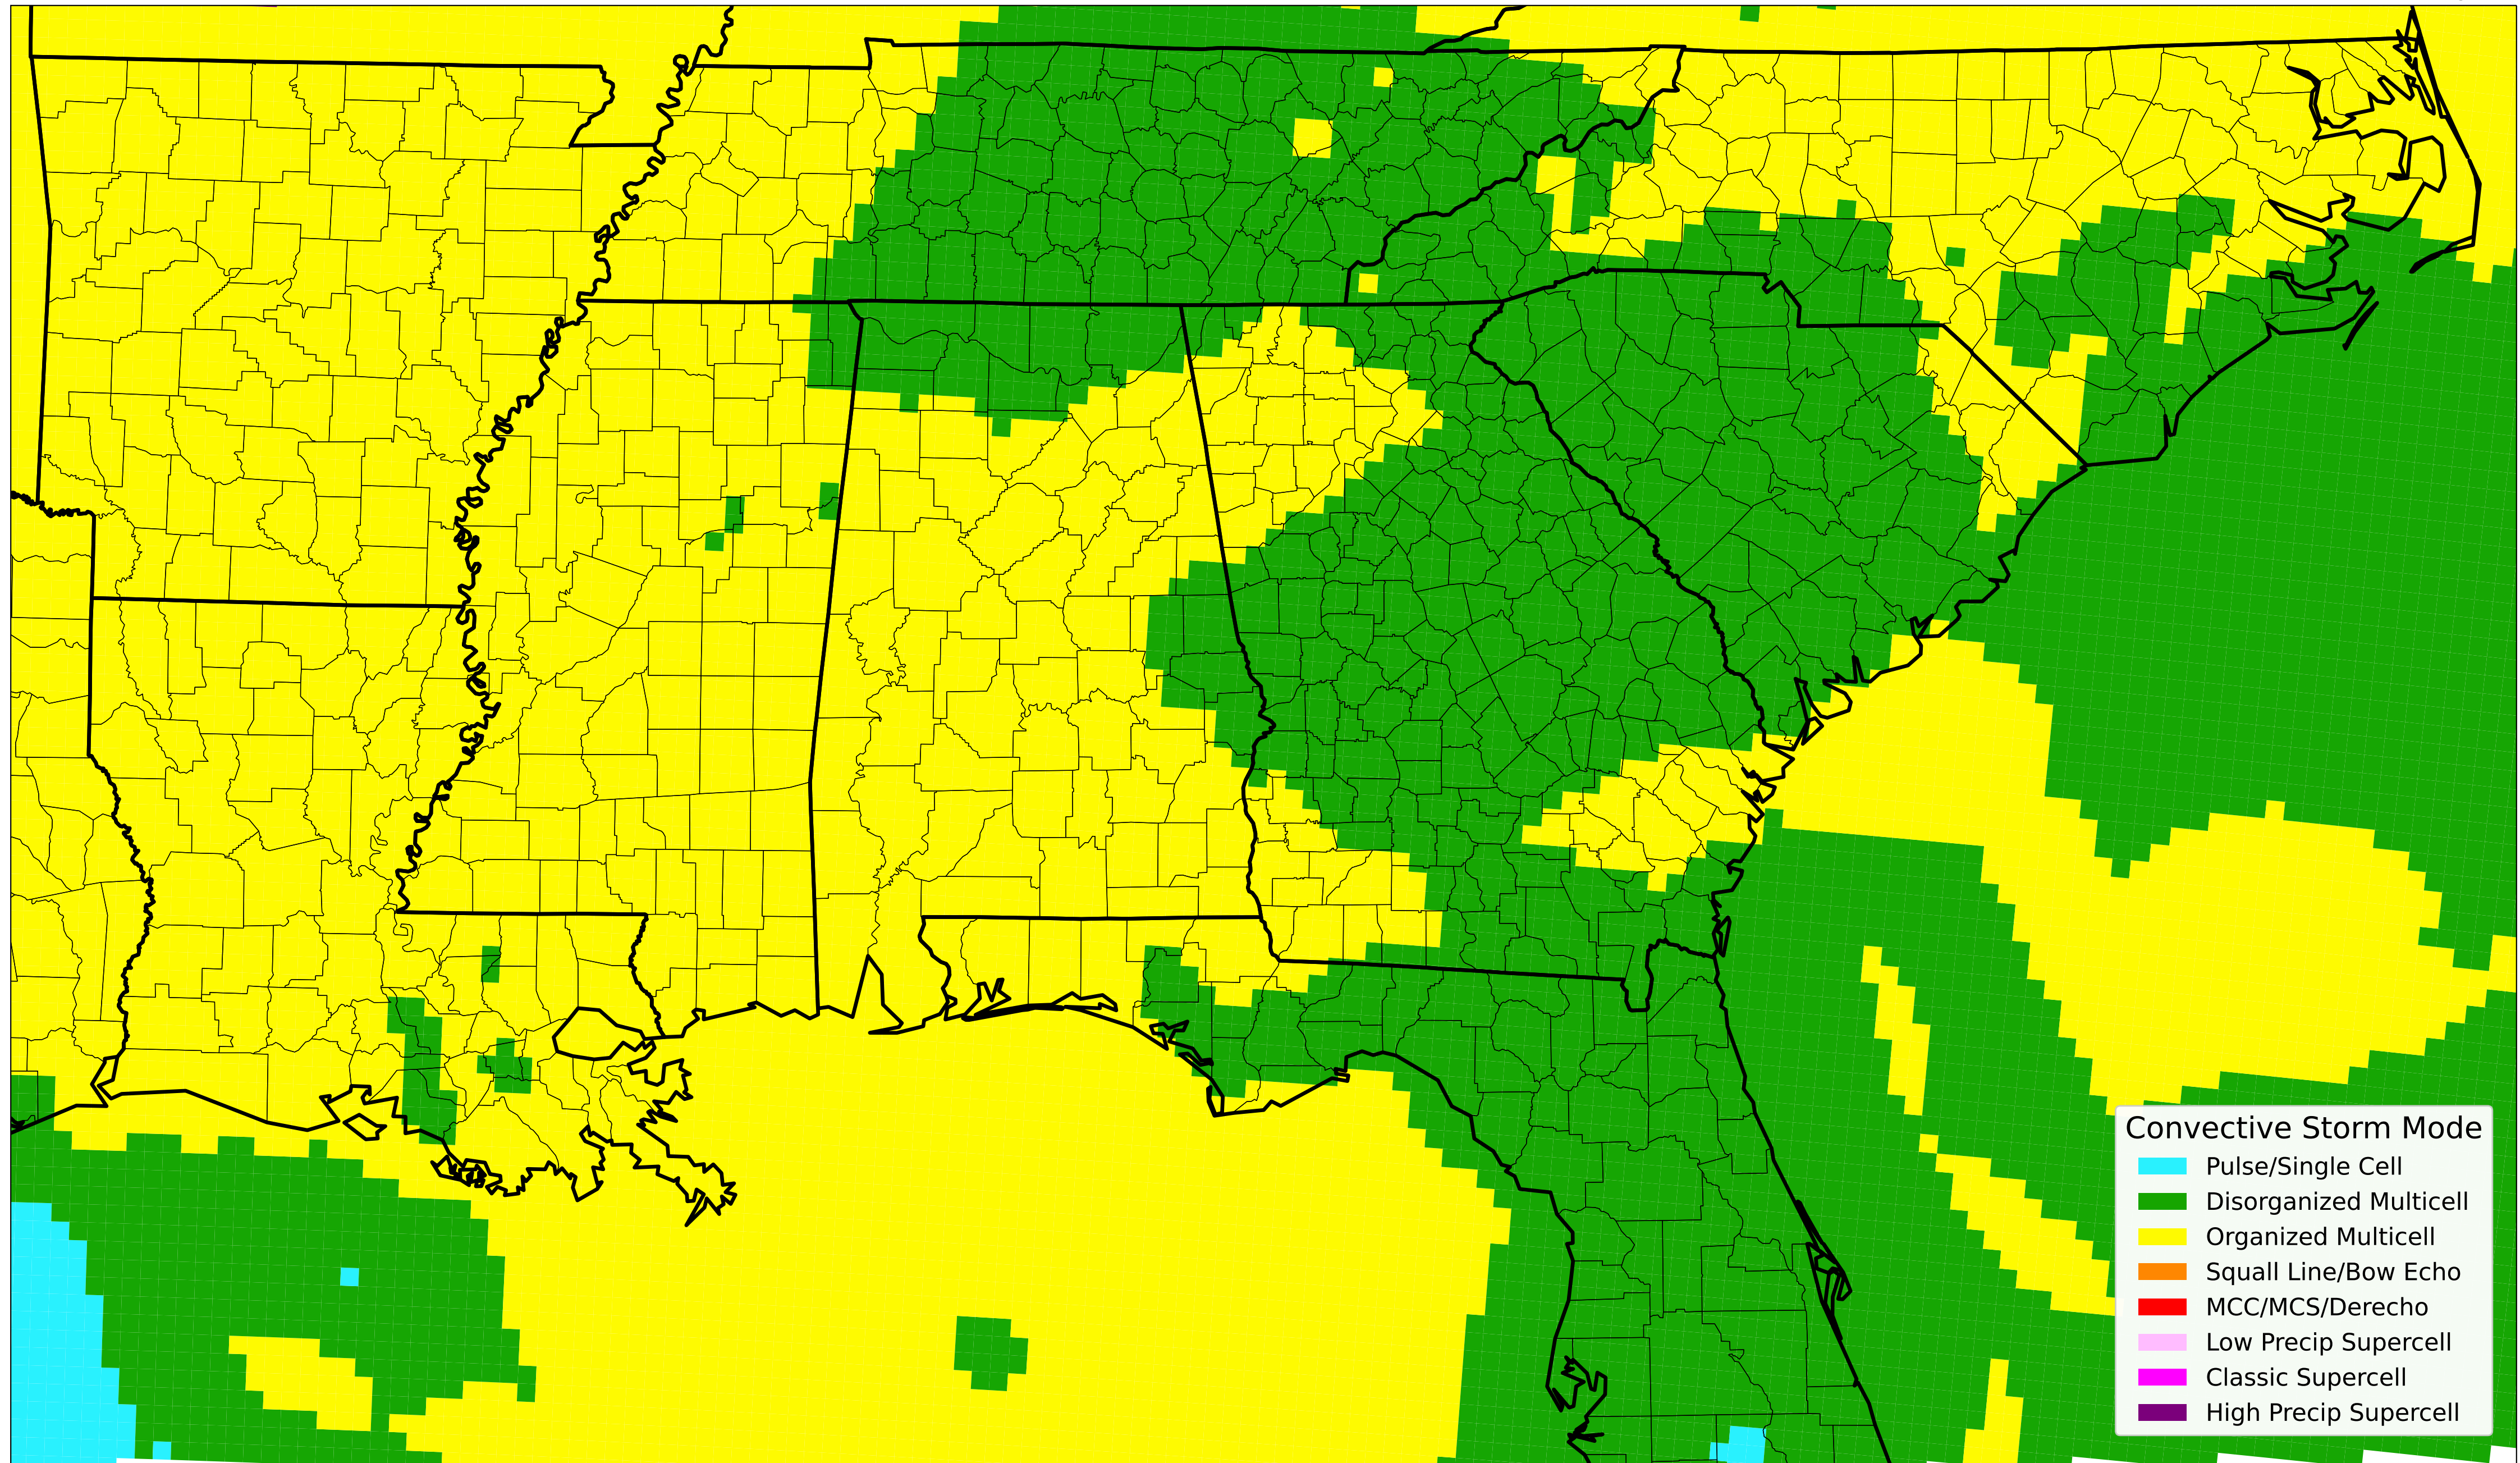 Convective Storm Mode
Pulse/Single Cell
Disorganized Multicell
Organized Multicell
Squall Line/Bow Echo
MCC/MCS/Derecho
Low Precip Supercell
Classic Supercell
High Precip Supercell